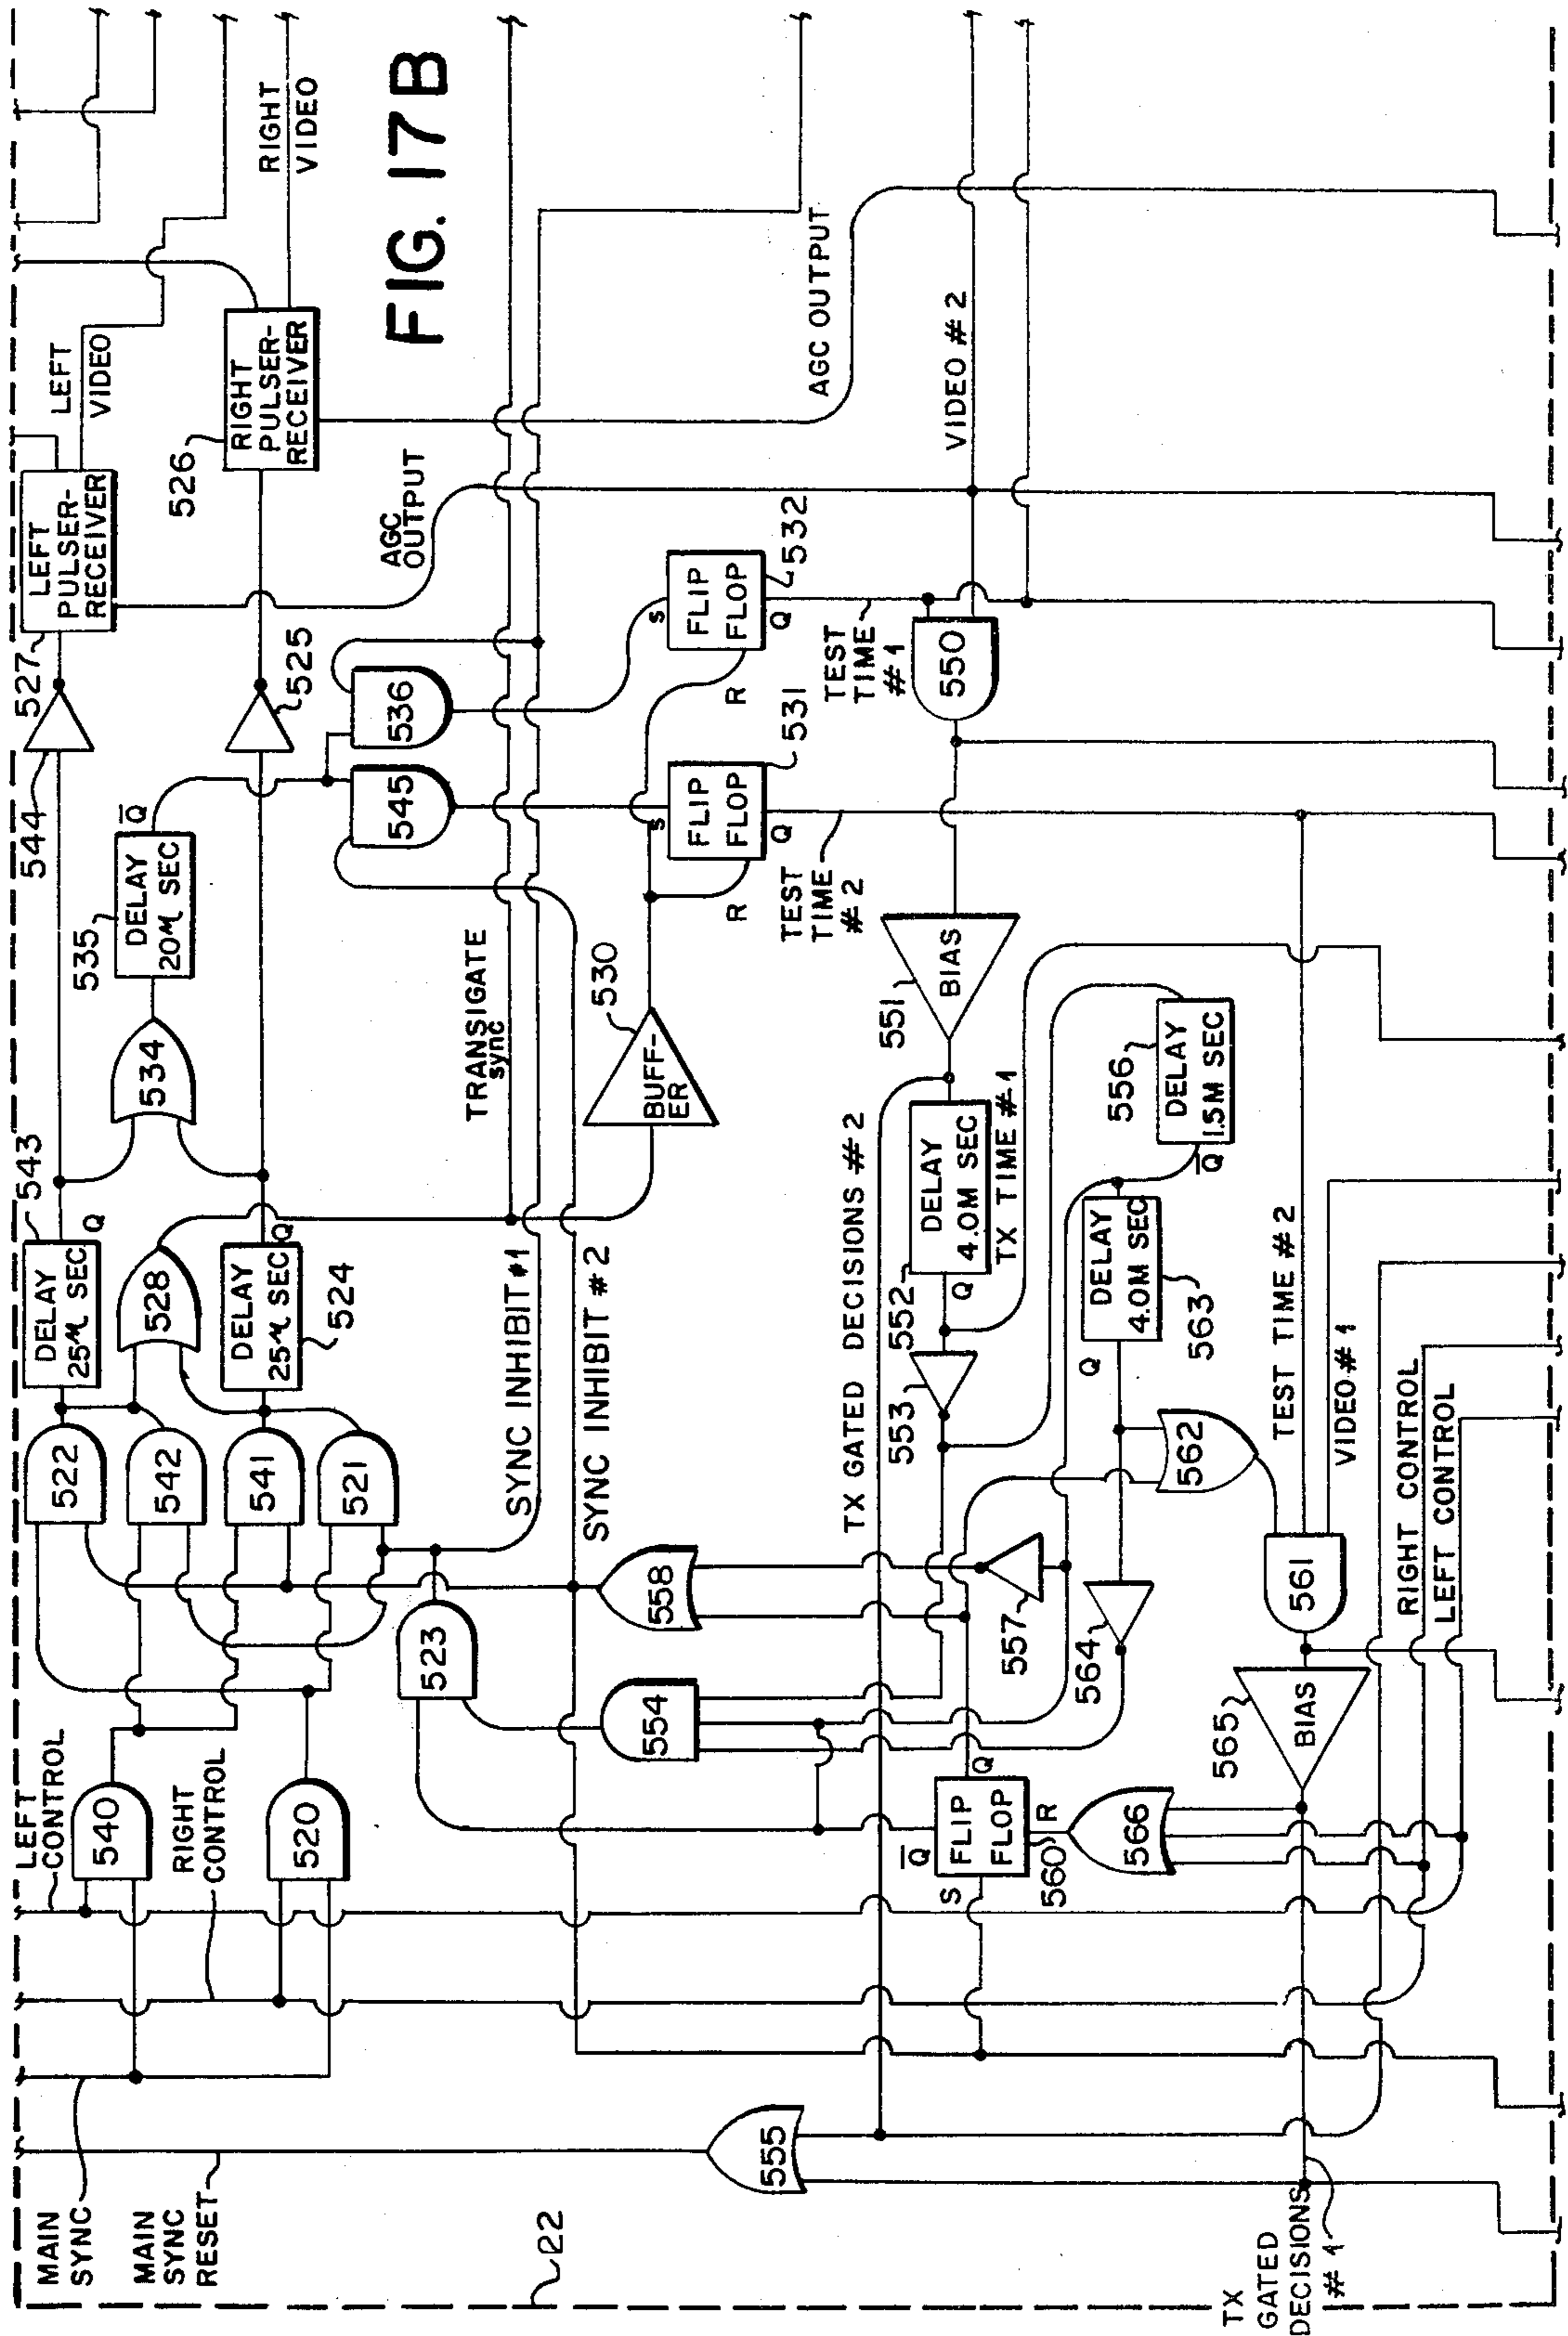 FIG. 17B
MAIN
SYNC
MAIN
SYNC
RESET
22
LEFT
CONTROL
RIGHT
CONTROL
540
520
522
542
541
521
523
DELAY
25μ SEC
543
Q
528
DELAY
25μ SEC
524
Q
534
535
DELAY
20μ SEC
Q̅
544
527
LEFT
PULSER-
RECEIVER
LEFT
VIDEO
525
526
RIGHT
PULSER-
RECEIVER
RIGHT
VIDEO
536
545
AGC
OUTPUT
TRANSIGATE
sync
SYNC INHIBIT #1
SYNC INHIBIT #2
530
BUFF-
ER
S
FLIP
FLOP
R
Q
531
S
FLIP
FLOP
R
Q
532
TEST
TIME
#1
TEST
TIME
#2
AGC OUTPUT
VIDEO #2
550
551
BIAS
TX GATED DECISIONS #2
552
DELAY
4.0M SEC
Q
TX TIME #1
553
554
555
556
DELAY
1.5M SEC
Q̅
557
558
DELAY
4.0M SEC
Q
563
564
562
561
TEST TIME #2
VIDEO #1
RIGHT CONTROL
LEFT CONTROL
Q̅
S
FLIP
FLOP
Q
R
560
566
565
BIAS
TX
GATED
DECISIONS
#1